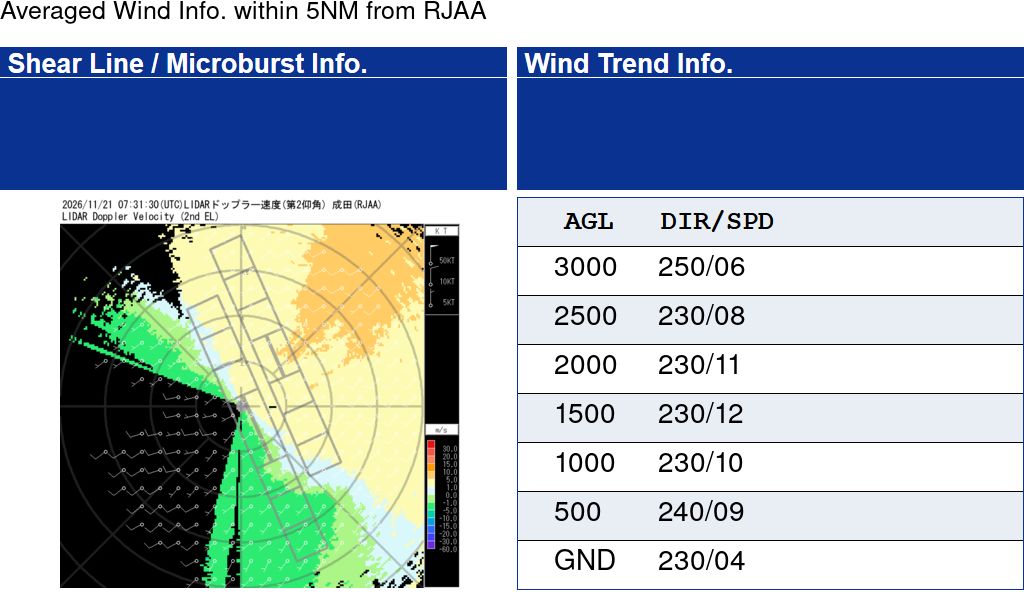 Averaged Wind Info. within 5NM from RJAA
Shear Line / Microburst Info.
Wind Trend Info.
2026/11/21 07:31:30(UTC)LIDARドップラー速度(第2仰角) 成田(RJAA)
LIDAR Doppler Velocity (2nd EL)
K T
50KT
10KT
5KT
m/s
30.0
20.0
15.0
10.0
5.0
1.0
0.0
-1.0
-5.0
-10.0
-15.0
-20.0
-30.0
-60.0
AGL DIR/SPD
3000 250/06
2500 230/08
2000 230/11
1500 230/12
1000 230/10
500 240/09
GND 230/04